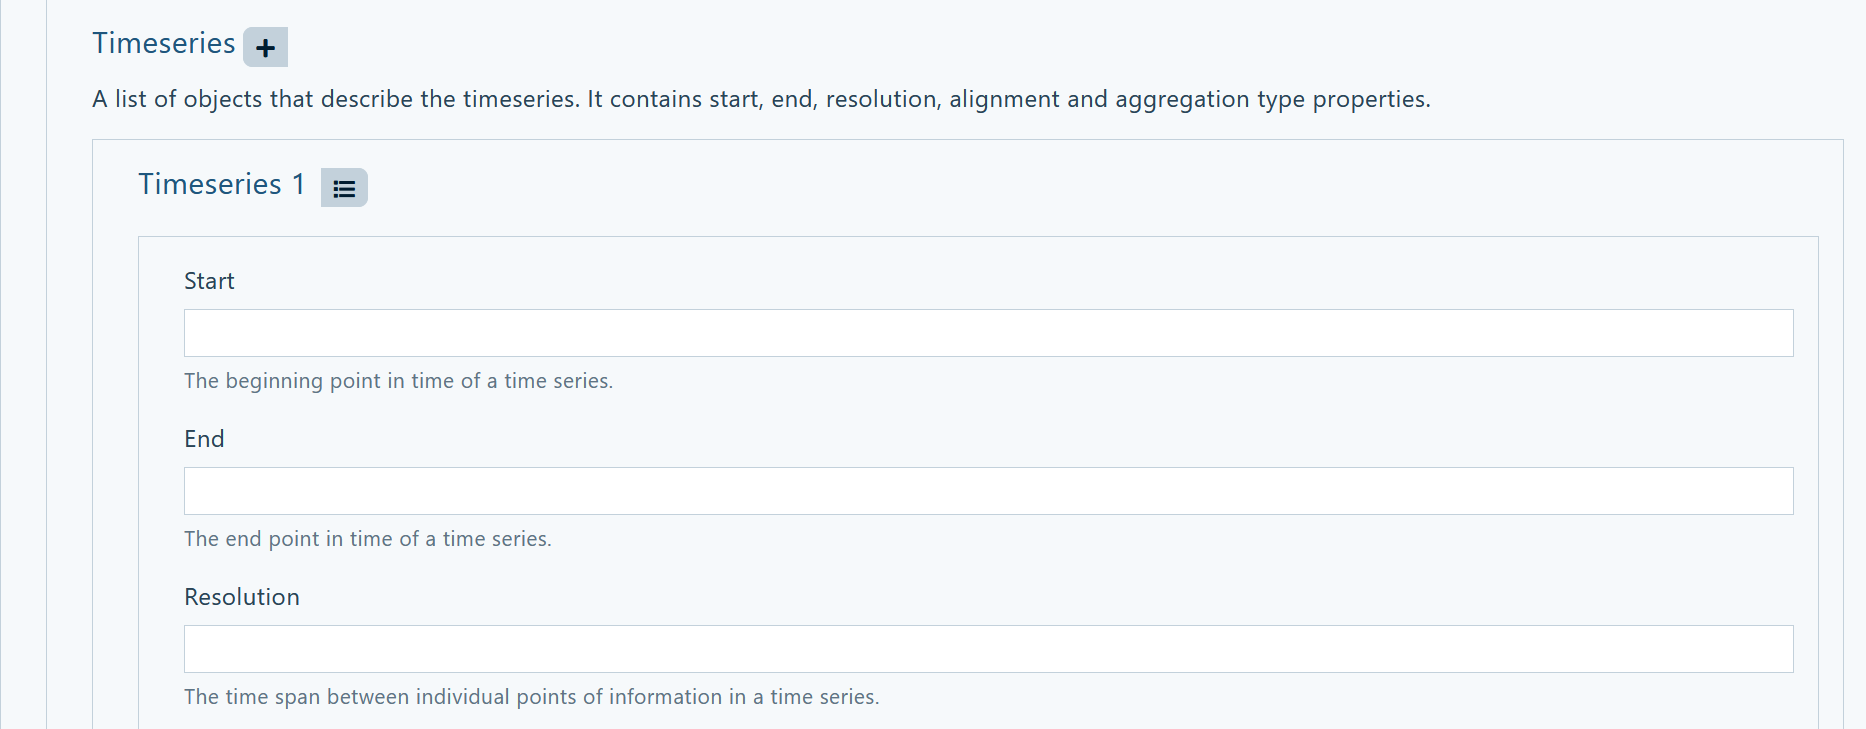 Timeseries
A list of objects that describe the timeseries. It contains start, end, resolution, alignment and aggregation type properties.
Timeseries 1
Start
The beginning point in time of a time series.
End
The end point in time of a time series.
Resolution
The time span between individual points of information in a time series.